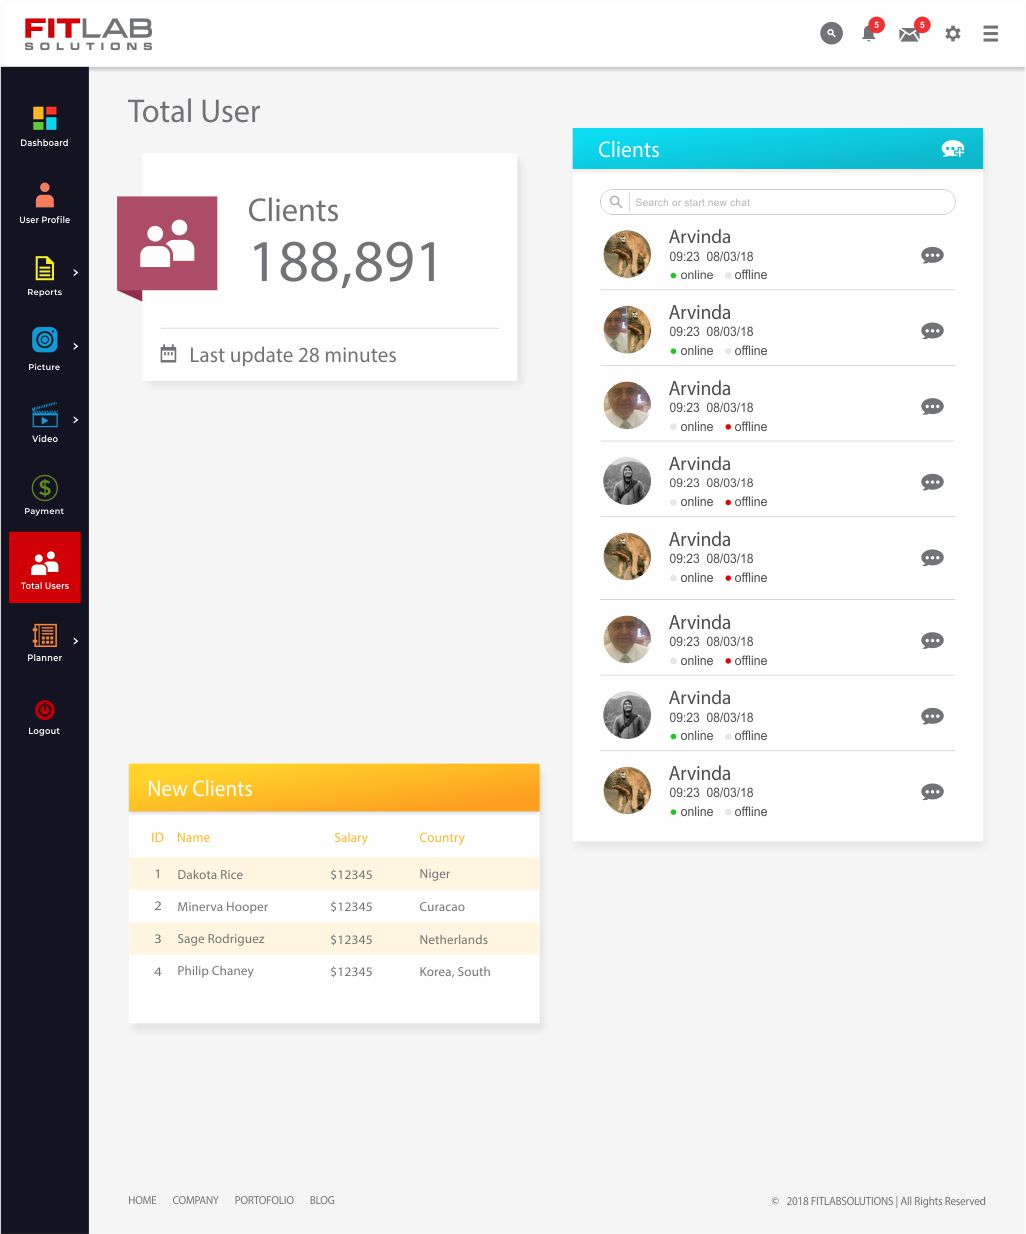 FITLAB
SOLUTIONS
5
5
Dashboard
User Profile
Reports
Picture
Video
Payment
Total Users
Planner
Logout
Total User
Clients
188,891
Last update 28 minutes
Clients
Search or start new chat
Arvinda
09:23 08/03/18
online offline
Arvinda
09:23 08/03/18
online offline
Arvinda
09:23 08/03/18
online offline
Arvinda
09:23 08/03/18
online offline
Arvinda
09:23 08/03/18
online offline
Arvinda
09:23 08/03/18
online offline
Arvinda
09:23 08/03/18
online offline
Arvinda
09:23 08/03/18
online offline
New Clients
ID Name Salary Country
1 Dakota Rice $12345 Niger
2 Minerva Hooper $12345 Curacao
3 Sage Rodriguez $12345 Netherlands
4 Philip Chaney $12345 Korea, South
HOME COMPANY PORTOFOLIO BLOG
© 2018 FITLABSOLUTIONS | All Rights Reserved